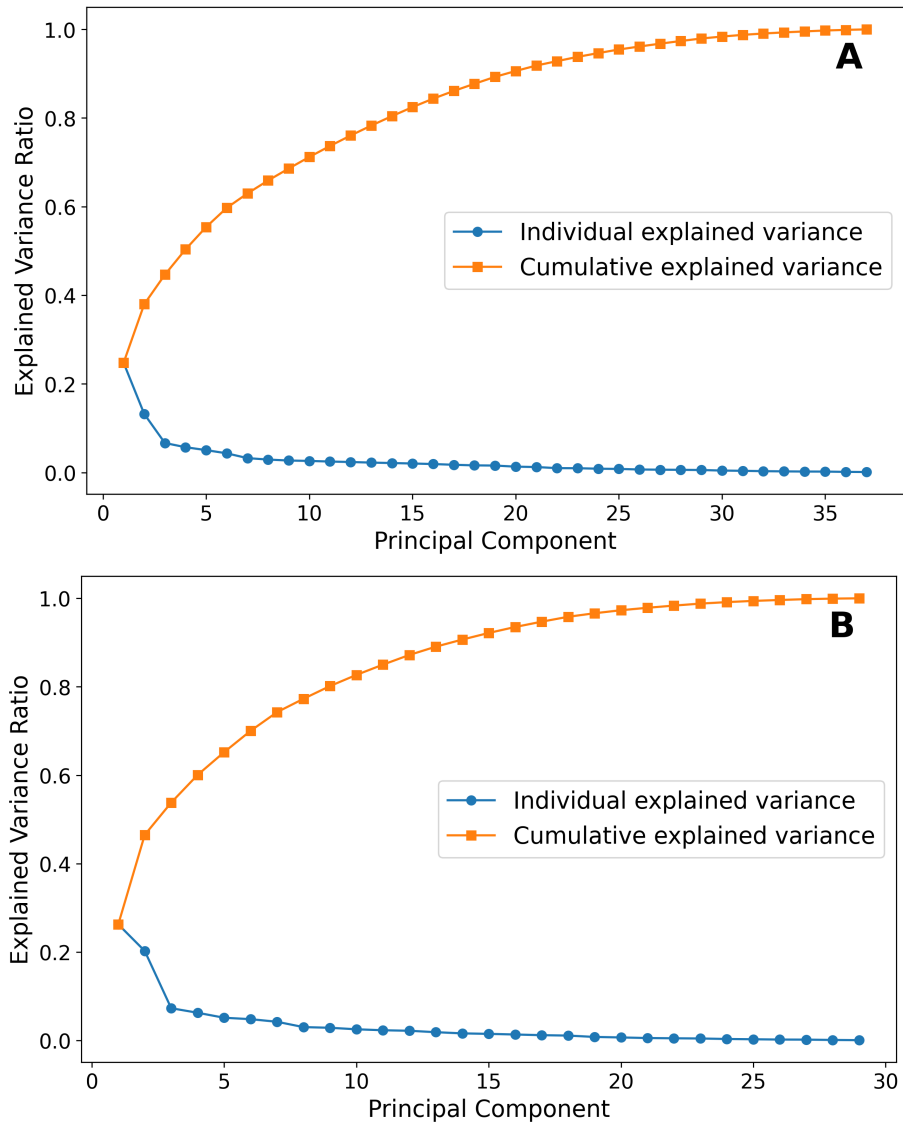 1.0
A
0.8
0.6
Individual explained variance
Cumulative explained variance
0.4
0.2
0.0
Explained Variance Ratio
0 5 10 15 20 25 30 35
Principal Component
1.0
B
0.8
0.6
Individual explained variance
Cumulative explained variance
0.4
0.2
0.0
Explained Variance Ratio
0 5 10 15 20 25 30
Principal Component